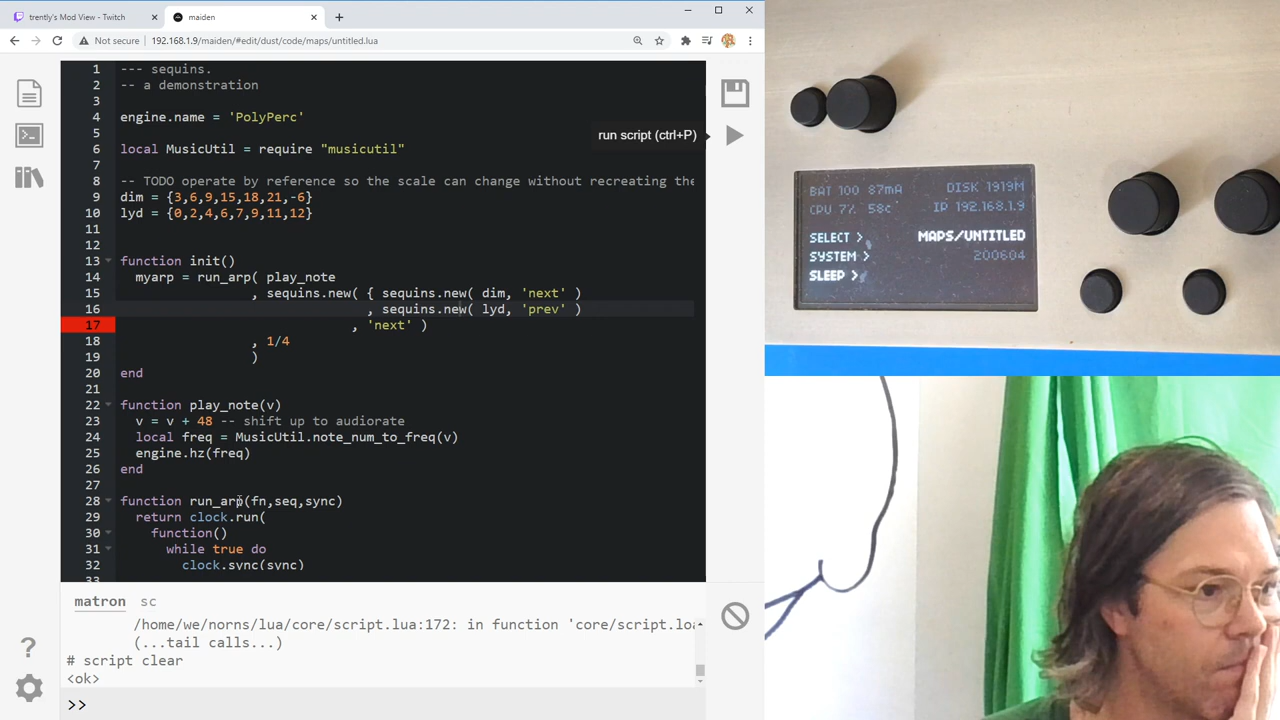 trently's Mod View - Twitch
maiden
Not secure
192.168.1.9/maiden/#edit/dust/code/maps/untitled.lua
1 --- sequins.
2 -- a demonstration
3
4 engine.name = 'PolyPerc'
5
6 local MusicUtil = require "musicutil"
7
8 -- TODO operate by reference so the scale can change without recreating the
9 dim = {3,6,9,15,18,21,-6}
10 lyd = {0,2,4,6,7,9,11,12}
11
12
13 function init()
14 myarp = run_arp( play_note
15 , sequins.new( { sequins.new( dim, 'next' )
16 , sequins.new( lyd, 'prev' )
17 , 'next' )
18 , 1/4
19 )
20 end
21
22 function play_note(v)
23 v = v + 48 -- shift up to audiorate
24 local freq = MusicUtil.note_num_to_freq(v)
25 engine.hz(freq)
26 end
27
28 function run_arp(fn,seq,sync)
29 return clock.run(
30 function()
31 while true do
32 clock.sync(sync)
33
run script (ctrl+P)
matron sc
/home/we/norns/lua/core/script.lua:172: in function 'core/script.loa
(...tail calls...)
# script clear
<ok>
>>
?
BAT 100 87mA DISK 1919M
CPU 7% 58c IP 192.168.1.9
SELECT > MAPS/UNTITLED
SYSTEM > 200604
SLEEP >